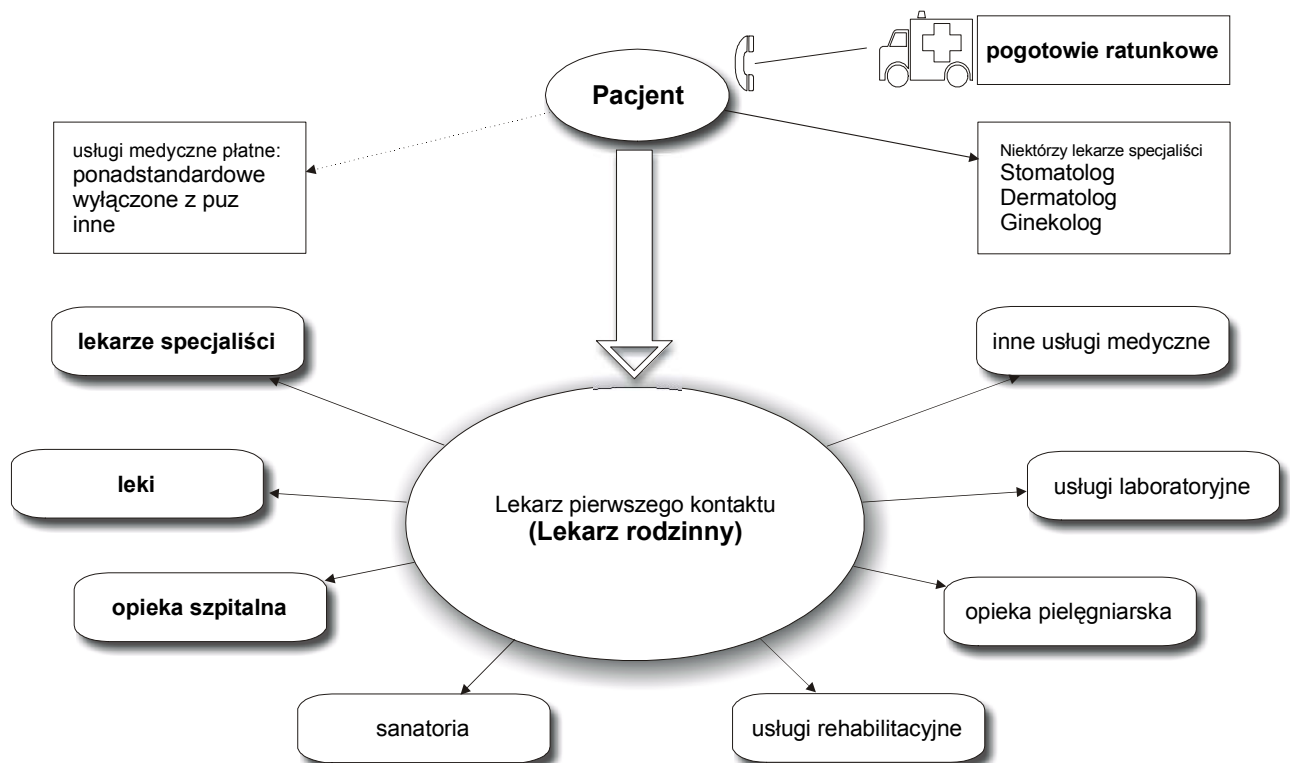 pogotowie ratunkowe
Pacjent
usługi medyczne płatne:
ponadstandardowe
wyłączone z puz
inne
Niektórzy lekarze specjaliści
Stomatolog
Dermatolog
Ginekolog
lekarze specjaliści
inne usługi medyczne
leki
usługi laboratoryjne
Lekarz pierwszego kontaktu
(Lekarz rodzinny)
opieka szpitalna
opieka pielęgniarska
sanatoria
usługi rehabilitacyjne